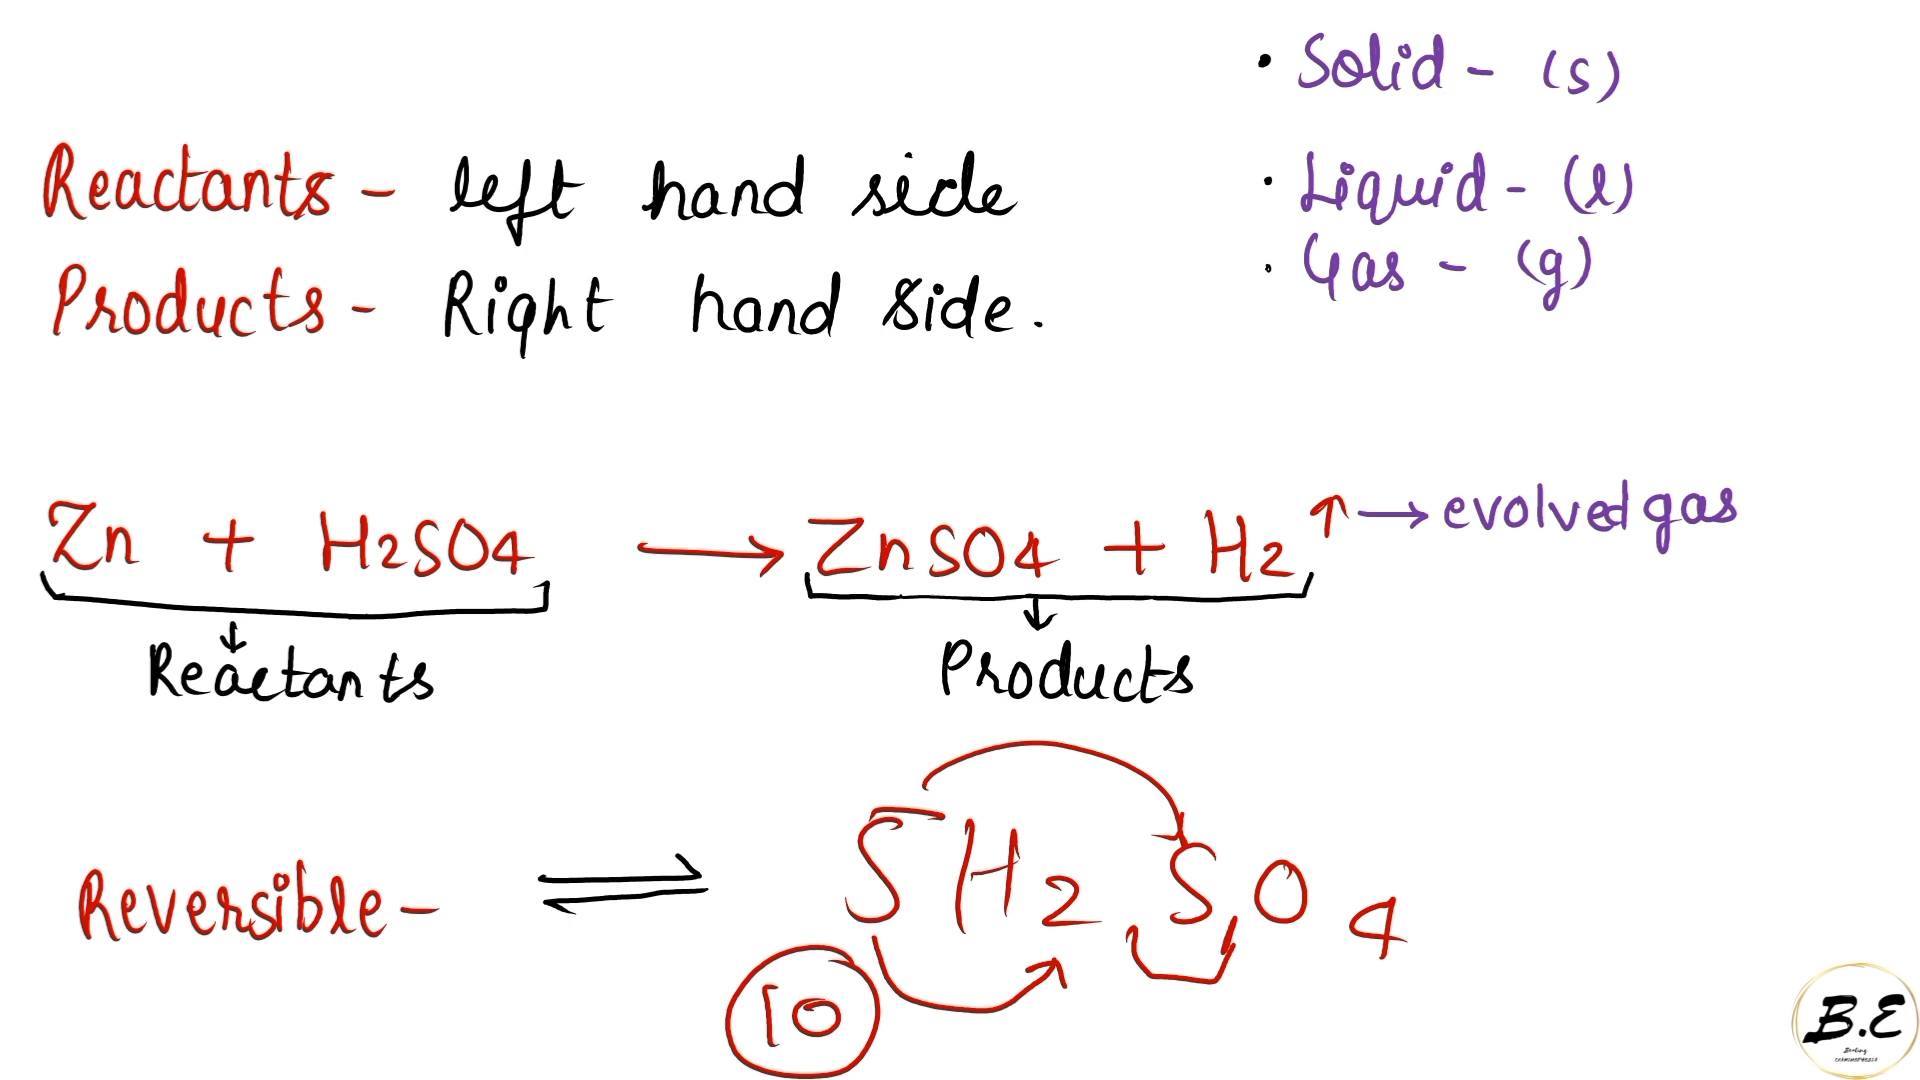 • Solid - (s)
Reactants - left hand side
• Liquid - (l)
Products - Right hand side.
• Gas - (g)
Zn + H2SO4 → ZnSO4 + H2 ↑ → evolved gas
Reactants
Products
Reversible - ⇌ 5H2SO4
10
B.E